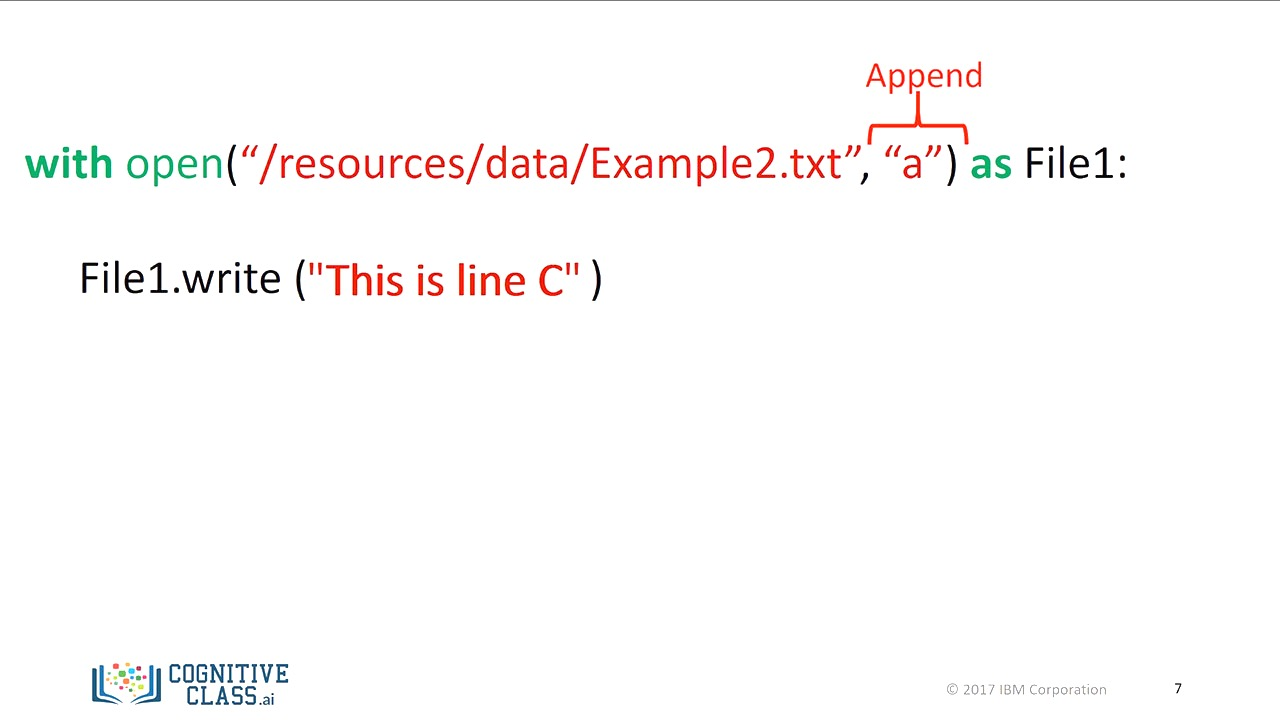 Append
with open(“/resources/data/Example2.txt”, “a”) as File1:
File1.write ("This is line C" )
COGNITIVE
CLASS.ai
© 2017 IBM Corporation
7